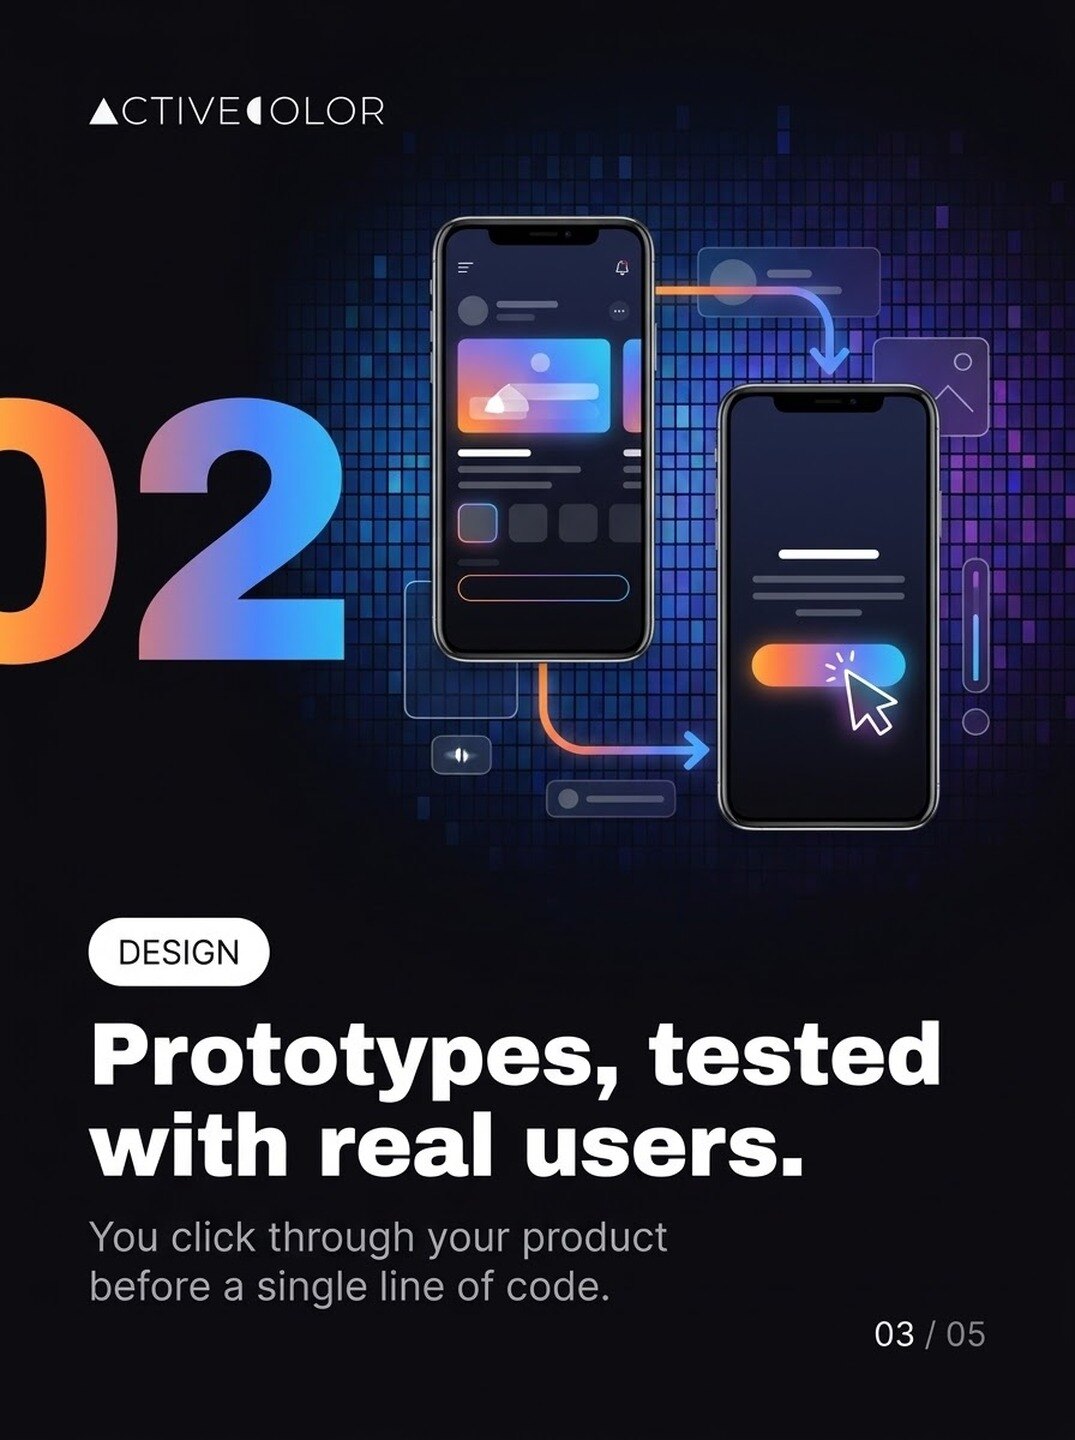 ACTIVECOLOR
02
DESIGN
Prototypes, tested
with real users.
You click through your product
before a single line of code.
03 / 05